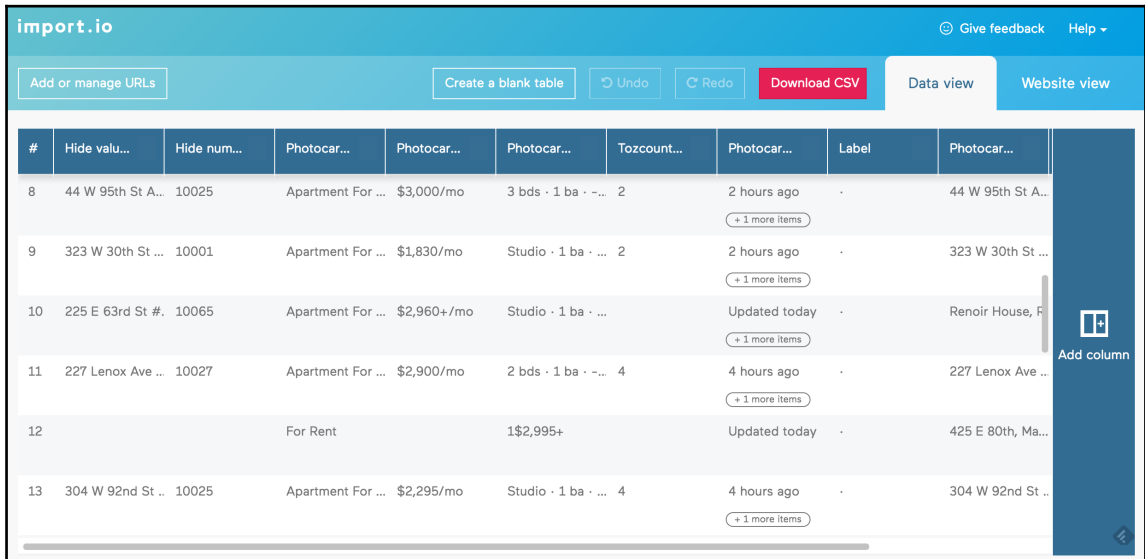 import.io
Give feedback Help
Add or manage URLs Create a blank table Undo Redo Download CSV Data view Website view
# Hide valu... Hide num... Photocar... Photocar... Photocar... Tozcount... Photocar... Label Photocar...
8 44 W 95th St A... 10025 Apartment For ... $3,000/mo 3 bds · 1 ba · -... 2 2 hours ago · 44 W 95th St A...
+ 1 more items
9 323 W 30th St ... 10001 Apartment For ... $1,830/mo Studio · 1 ba · ... 2 2 hours ago · 323 W 30th St ...
+ 1 more items
10 225 E 63rd St #. 10065 Apartment For ... $2,960+/mo Studio · 1 ba · ... Updated today · Renoir House, R
+ 1 more items
Add column
11 227 Lenox Ave ... 10027 Apartment For ... $2,900/mo 2 bds · 1 ba · -... 4 4 hours ago · 227 Lenox Ave ...
+ 1 more items
12 For Rent 1$2,995+ Updated today · 425 E 80th, Ma...
13 304 W 92nd St .. 10025 Apartment For ... $2,295/mo Studio · 1 ba · ... 4 4 hours ago · 304 W 92nd St ..
+ 1 more items